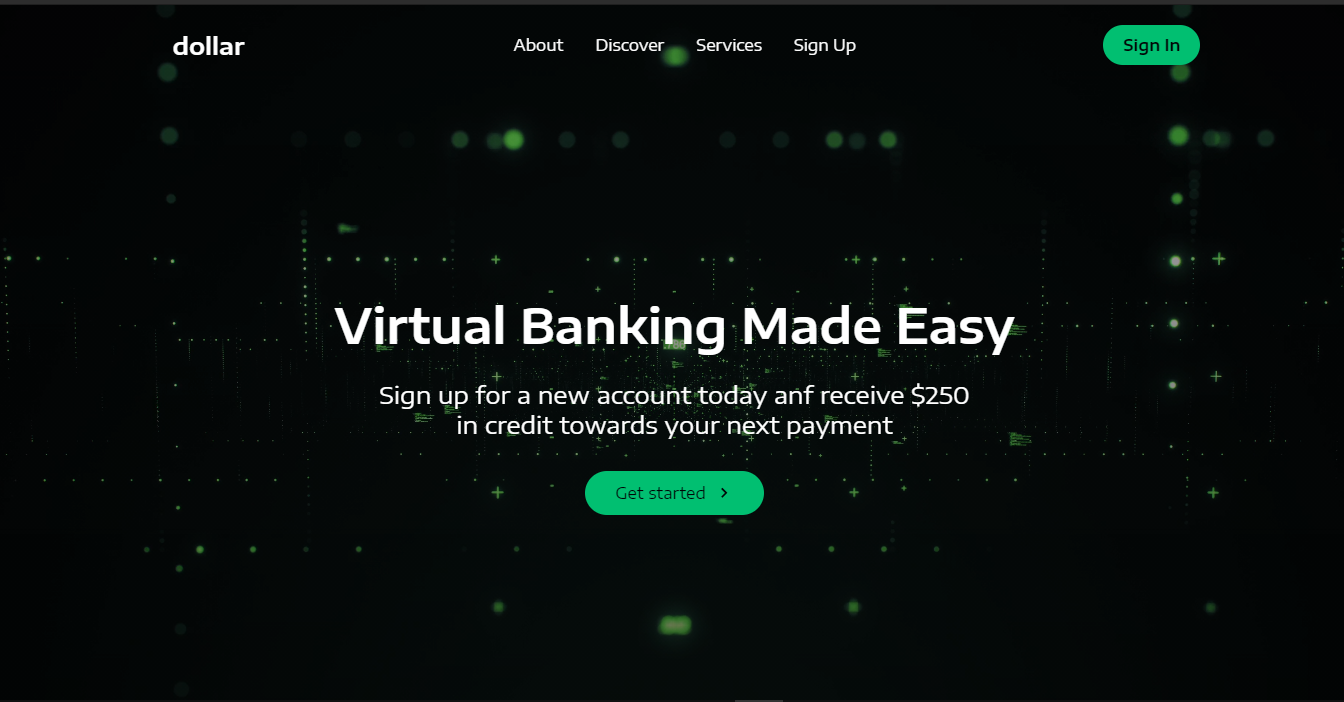 dollar
About Discover Services Sign Up
Sign In
Virtual Banking Made Easy
Sign up for a new account today anf receive $250
in credit towards your next payment
Get started